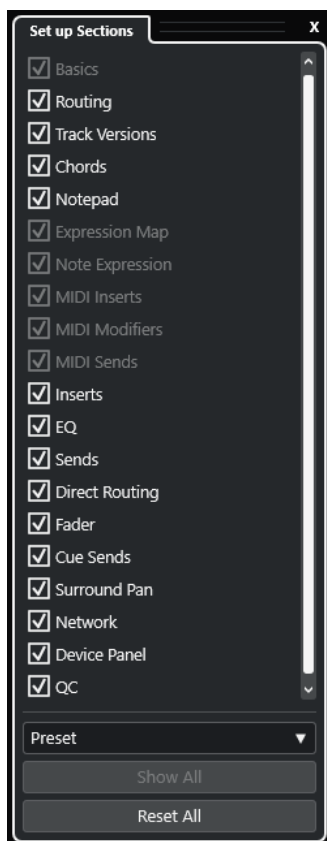 Set up Sections
X
Basics
Routing
Track Versions
Chords
Notepad
Expression Map
Note Expression
MIDI Inserts
MIDI Modifiers
MIDI Sends
Inserts
EQ
Sends
Direct Routing
Fader
Cue Sends
Surround Pan
Network
Device Panel
QC
Preset
Show All
Reset All